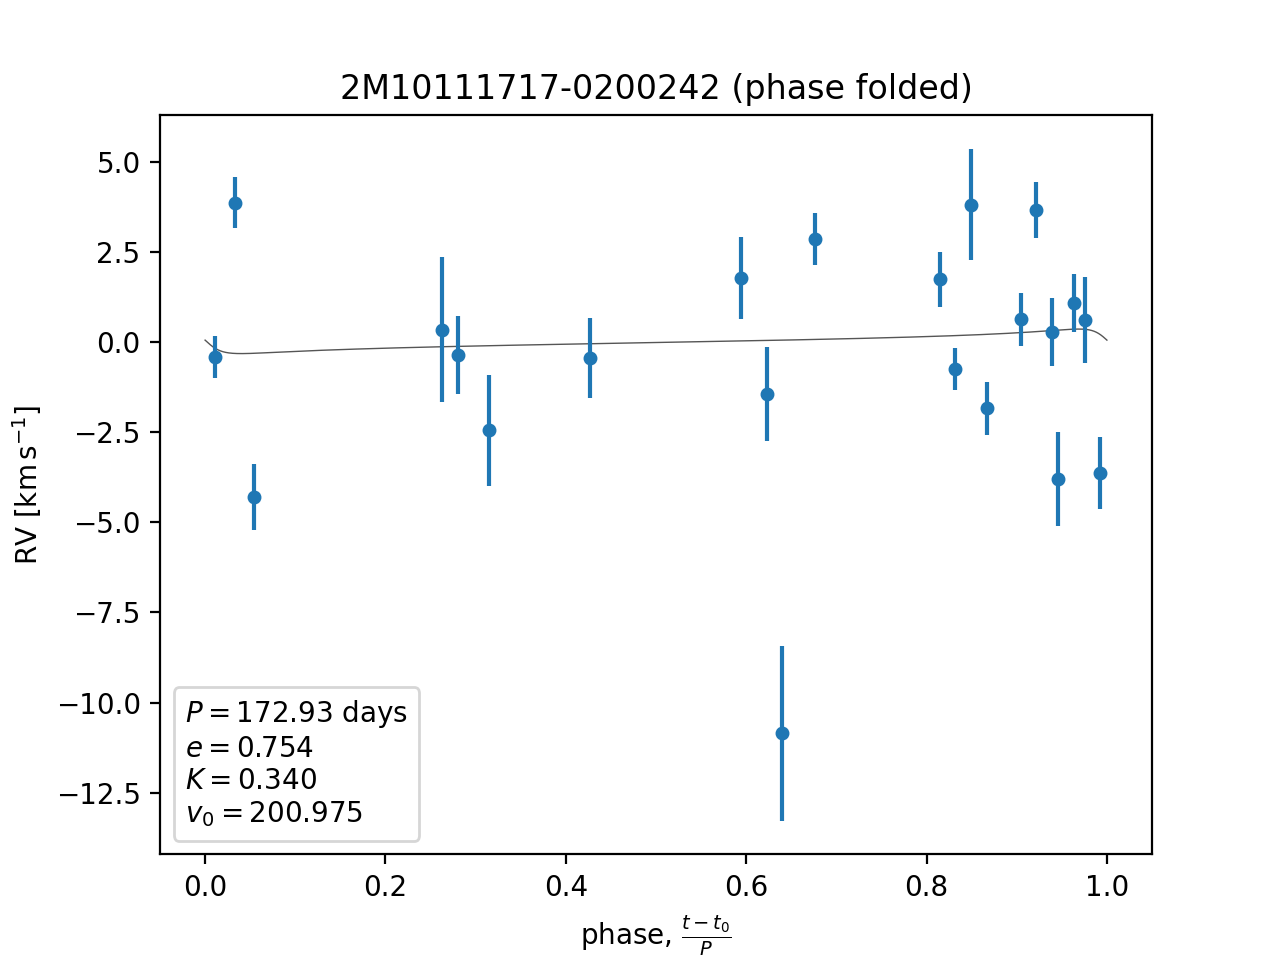 2M10111717-0200242 (phase folded)
5.0
2.5
0.0
−2.5
−5.0
−7.5
−10.0
−12.5
RV [km s⁻¹]
P = 172.93 days
e = 0.754
K = 0.340
v₀ = 200.975
0.0 0.2 0.4 0.6 0.8 1.0
phase, (t − t₀)/P